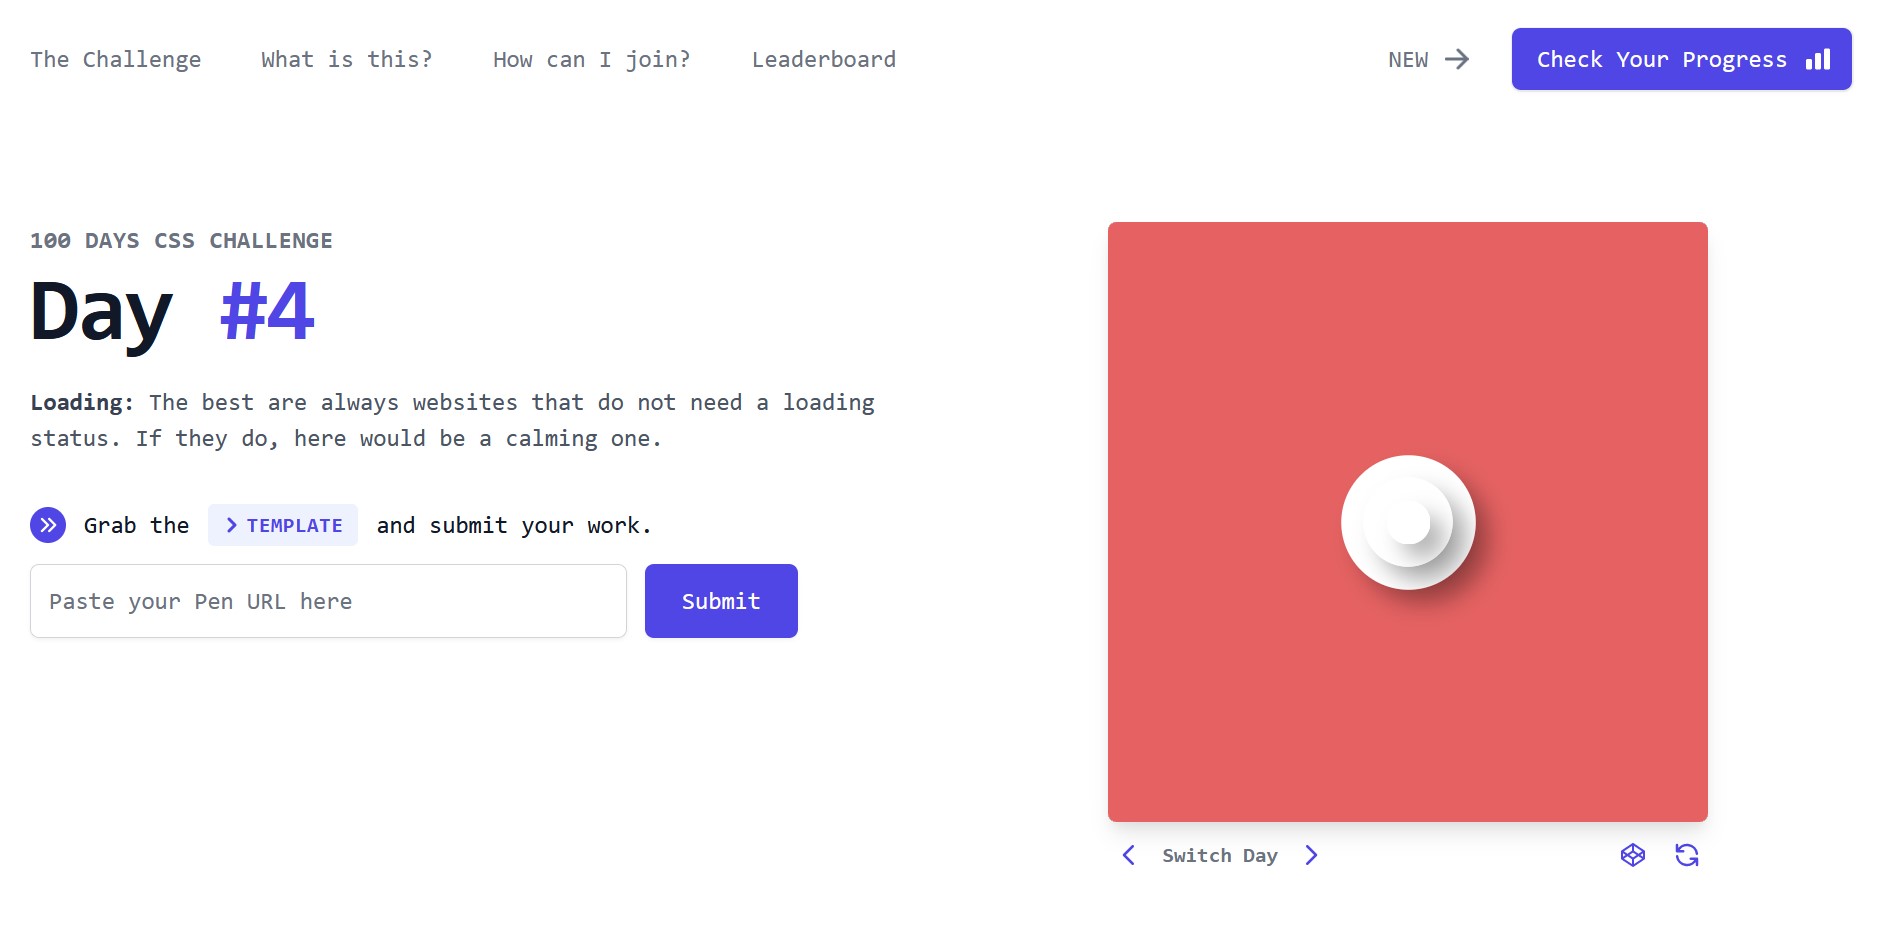 The Challenge What is this? How can I join? Leaderboard NEW Check Your Progress
100 DAYS CSS CHALLENGE
Day #4
Loading: The best are always websites that do not need a loading
status. If they do, here would be a calming one.
Grab the TEMPLATE and submit your work.
Paste your Pen URL here Submit
Switch Day